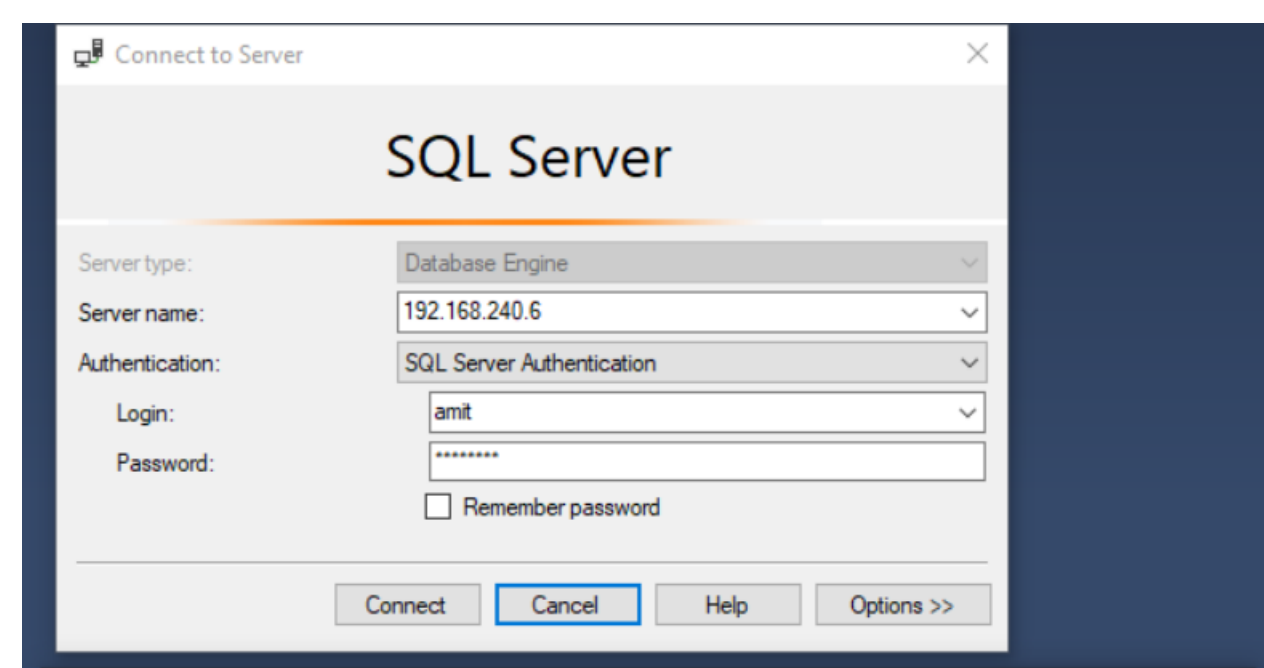 Connect to Server
SQL Server
Server type: Database Engine
Server name: 192.168.240.6
Authentication: SQL Server Authentication
Login: amit
Password: ********
Remember password
Connect Cancel Help Options >>